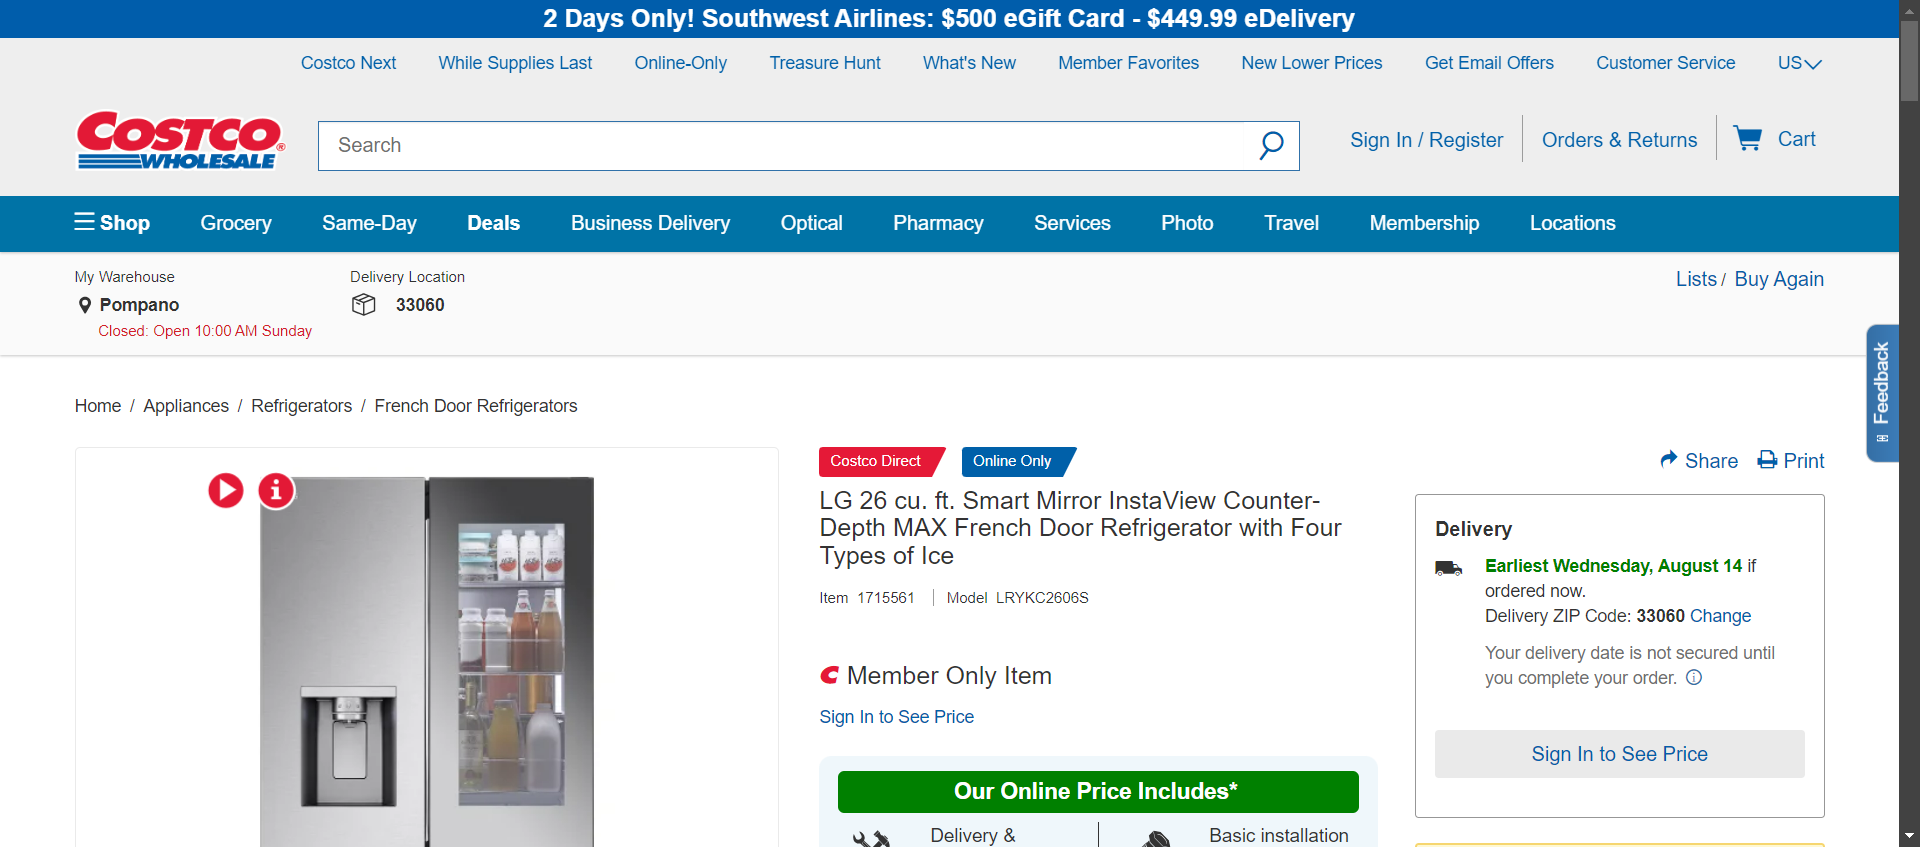 2 Days Only! Southwest Airlines: $500 eGift Card - $449.99 eDelivery
Costco Next While Supplies Last Online-Only Treasure Hunt What's New Member Favorites New Lower Prices Get Email Offers Customer Service US
COSTCO WHOLESALE
Search
Sign In / Register Orders & Returns Cart
Shop Grocery Same-Day Deals Business Delivery Optical Pharmacy Services Photo Travel Membership Locations
My Warehouse
Pompano
Closed: Open 10:00 AM Sunday
Delivery Location
33060
Lists / Buy Again
Feedback
Home / Appliances / Refrigerators / French Door Refrigerators
Costco Direct Online Only
LG 26 cu. ft. Smart Mirror InstaView Counter-
Depth MAX French Door Refrigerator with Four
Types of Ice
Item 1715561 | Model LRYKC2606S
Member Only Item
Sign In to See Price
Our Online Price Includes*
Delivery &
Basic installation
Share Print
Delivery
Earliest Wednesday, August 14 if
ordered now.
Delivery ZIP Code: 33060 Change
Your delivery date is not secured until
you complete your order.
Sign In to See Price